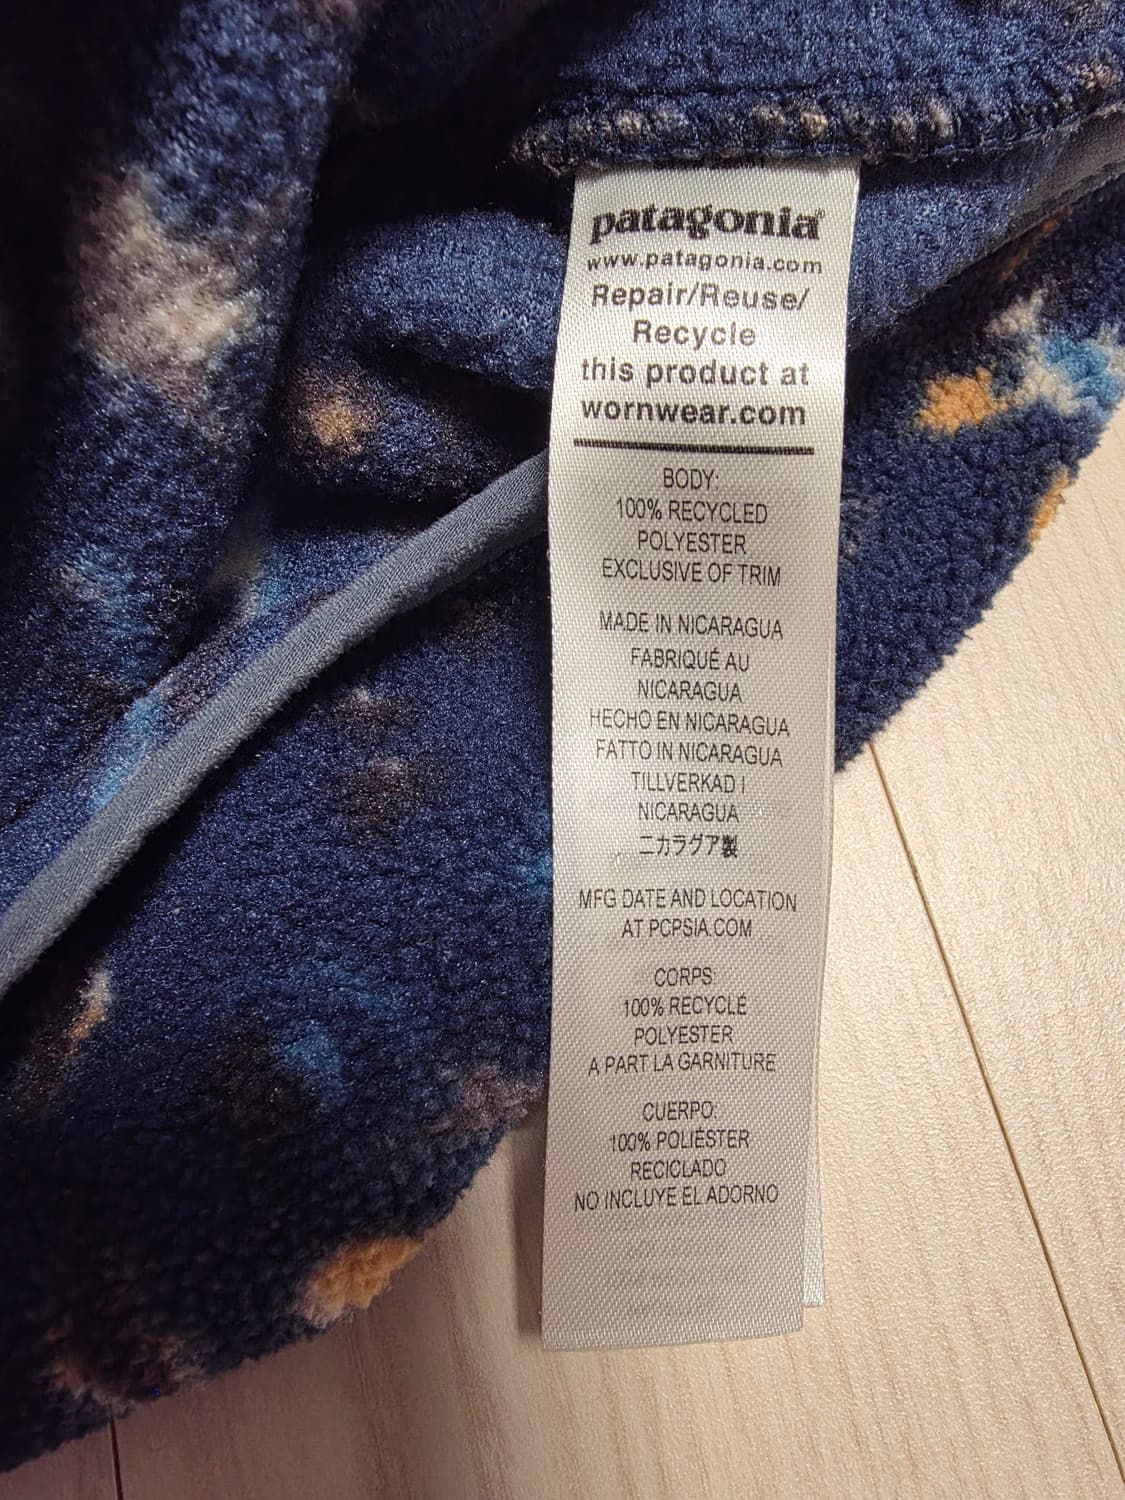 patagonia®
www.patagonia.com
Repair/Reuse/
Recycle
this product at
wornwear.com
BODY:
100% RECYCLED
POLYESTER
EXCLUSIVE OF TRIM
MADE IN NICARAGUA
FABRIQUÉ AU
NICARAGUA
HECHO EN NICARAGUA
FATTO IN NICARAGUA
TILLVERKAD I
NICARAGUA
ニカラグア製
MFG DATE AND LOCATION
AT PCPSIA.COM
CORPS:
100% RECYCLÉ
POLYESTER
A PART LA GARNITURE
CUERPO:
100% POLIÉSTER
RECICLADO
NO INCLUYE EL ADORNO